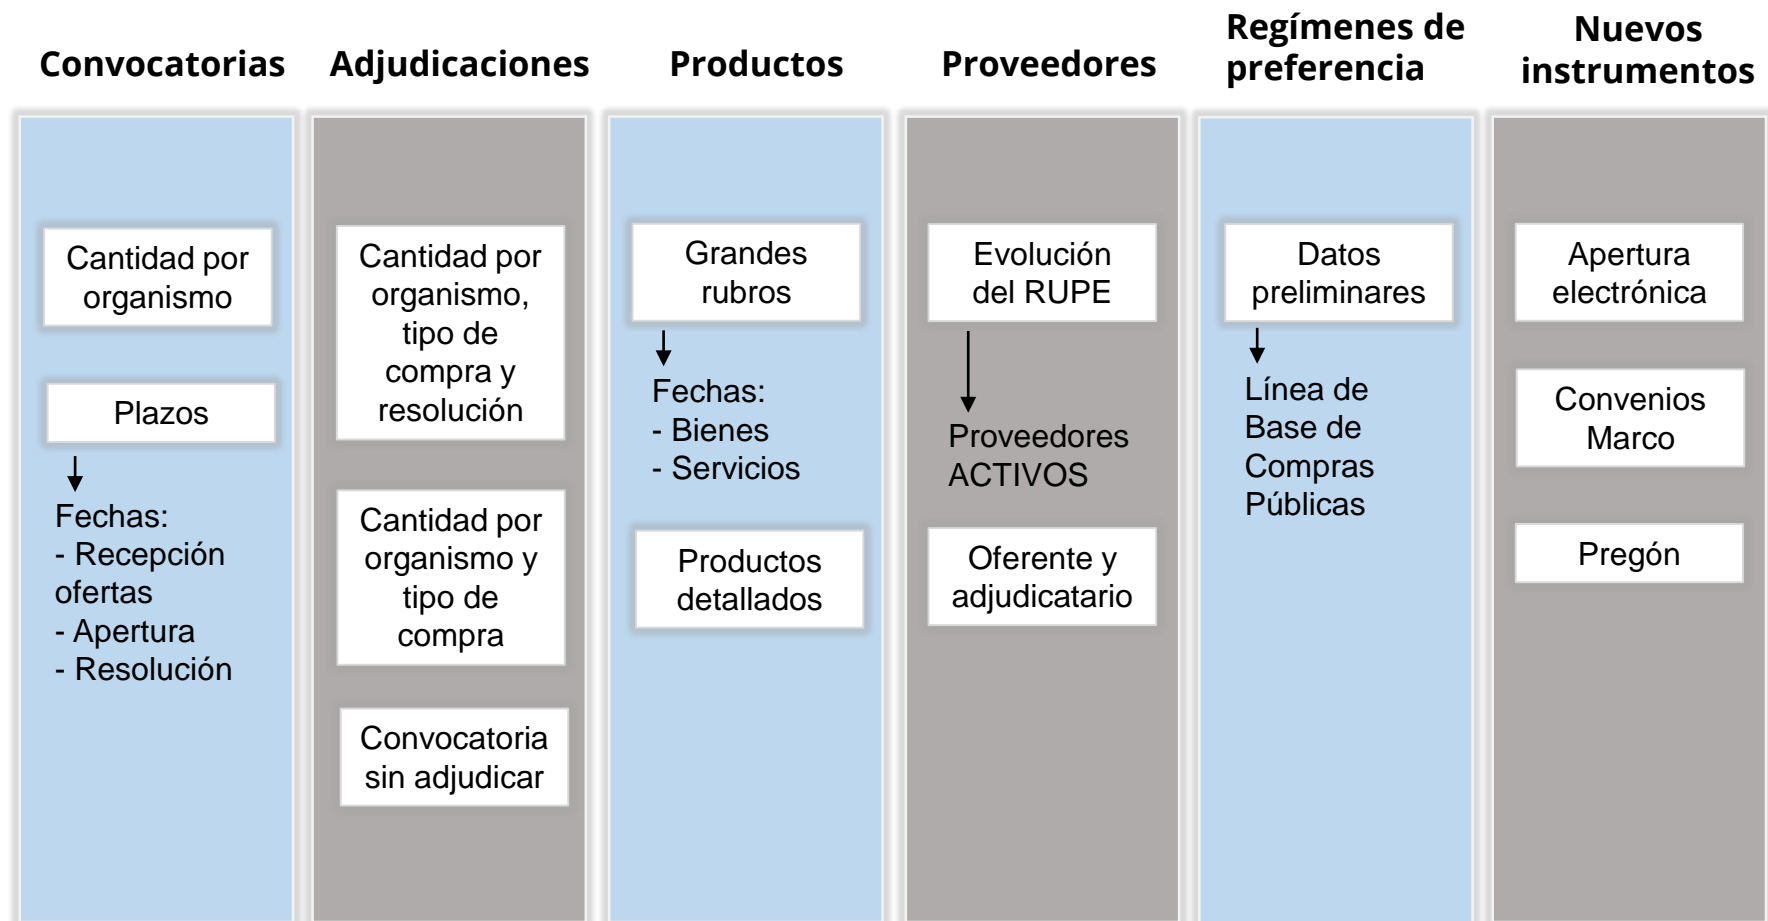 Convocatorias
Adjudicaciones
Productos
Proveedores
Regímenes de
preferencia
Nuevos
instrumentos
Cantidad por
organismo
Plazos
Fechas:
- Recepción
ofertas
- Apertura
- Resolución
Cantidad por
organismo,
tipo de
compra y
resolución
Cantidad por
organismo y
tipo de
compra
Convocatoria
sin adjudicar
Grandes
rubros
Fechas:
- Bienes
- Servicios
Productos
detallados
Evolución
del RUPE
Proveedores
ACTIVOS
Oferente y
adjudicatario
Datos
preliminares
Línea de
Base de
Compras
Públicas
Apertura
electrónica
Convenios
Marco
Pregón